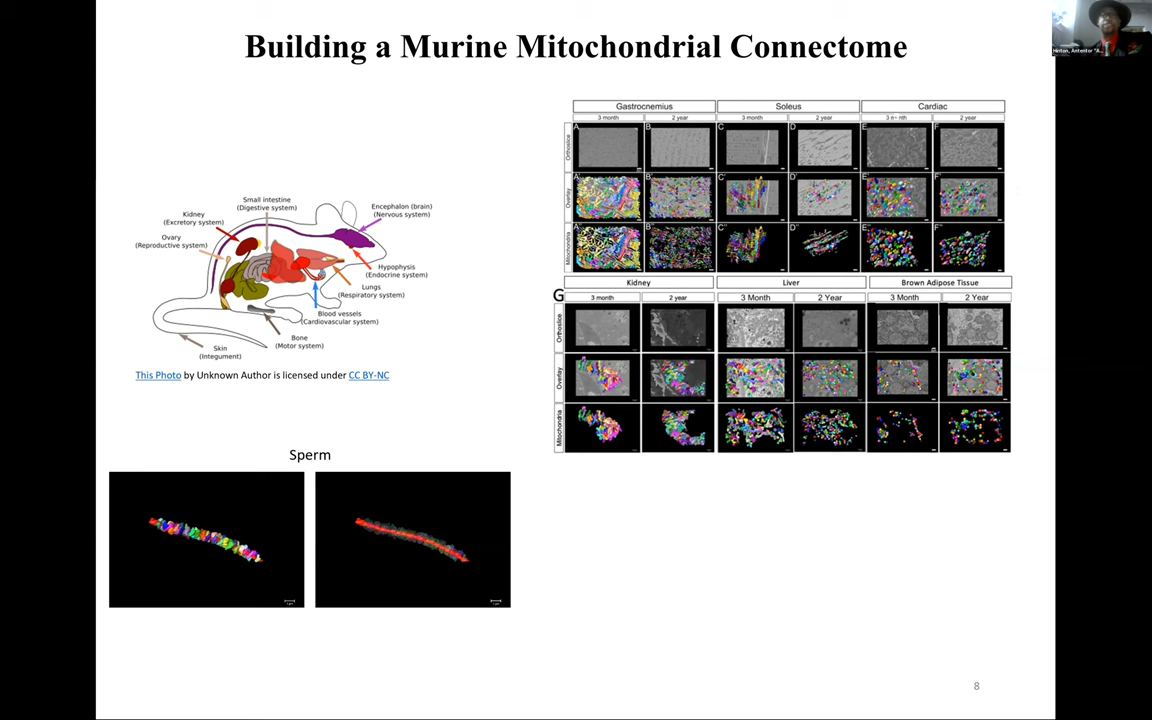 Building a Murine Mitochondrial Connectome
Small intestine
(Digestive system)
Kidney
(Excretory system)
Ovary
(Reproductive system)
Encephalon (brain)
(Nervous system)
Hypophysis
(Endocrine system)
Lungs
(Respiratory system)
Blood vessels
(Cardiovascular system)
Bone
(Motor system)
Skin
(Integument)
This Photo by Unknown Author is licensed under CC BY-NC
Sperm
Gastrocnemius Soleus Cardiac
3 month 2 year 3 month 2 year 2 year
Orthoslice A B C D E F
Overlay A' B' C' D' E' F'
Mitochondria A" B" C" D" E" F"
G
Kidney Liver Brown Adipose Tissue
3 month 2 year 3 Month 2 Year 3 Month 2 Year
Orthoslice
Overlay
Mitochondria
8
Hinton, Antentor "A...